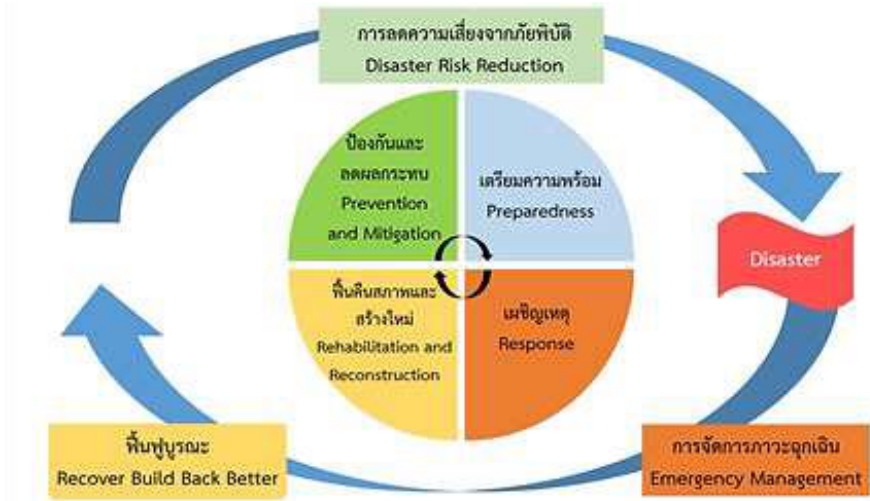 การลดความเสี่ยงจากภัยพิบัติ
Disaster Risk Reduction
ป้องกันและ
ลดผลกระทบ
Prevention
and Mitigation
เตรียมความพร้อม
Preparedness
Disaster
ฟื้นคืนสภาพและ
สร้างใหม่
Rehabilitation and
Reconstruction
เผชิญเหตุ
Response
ฟื้นฟูบูรณะ
Recover Build Back Better
การจัดการภาวะฉุกเฉิน
Emergency Management